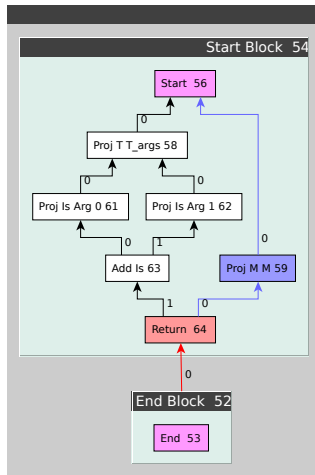 Start Block 54
Start 56
0
Proj T T_args 58
0
0
Proj Is Arg 0 61
Proj Is Arg 1 62
0
1
0
Add Is 63
Proj M M 59
1
0
Return 64
0
End Block 52
End 53